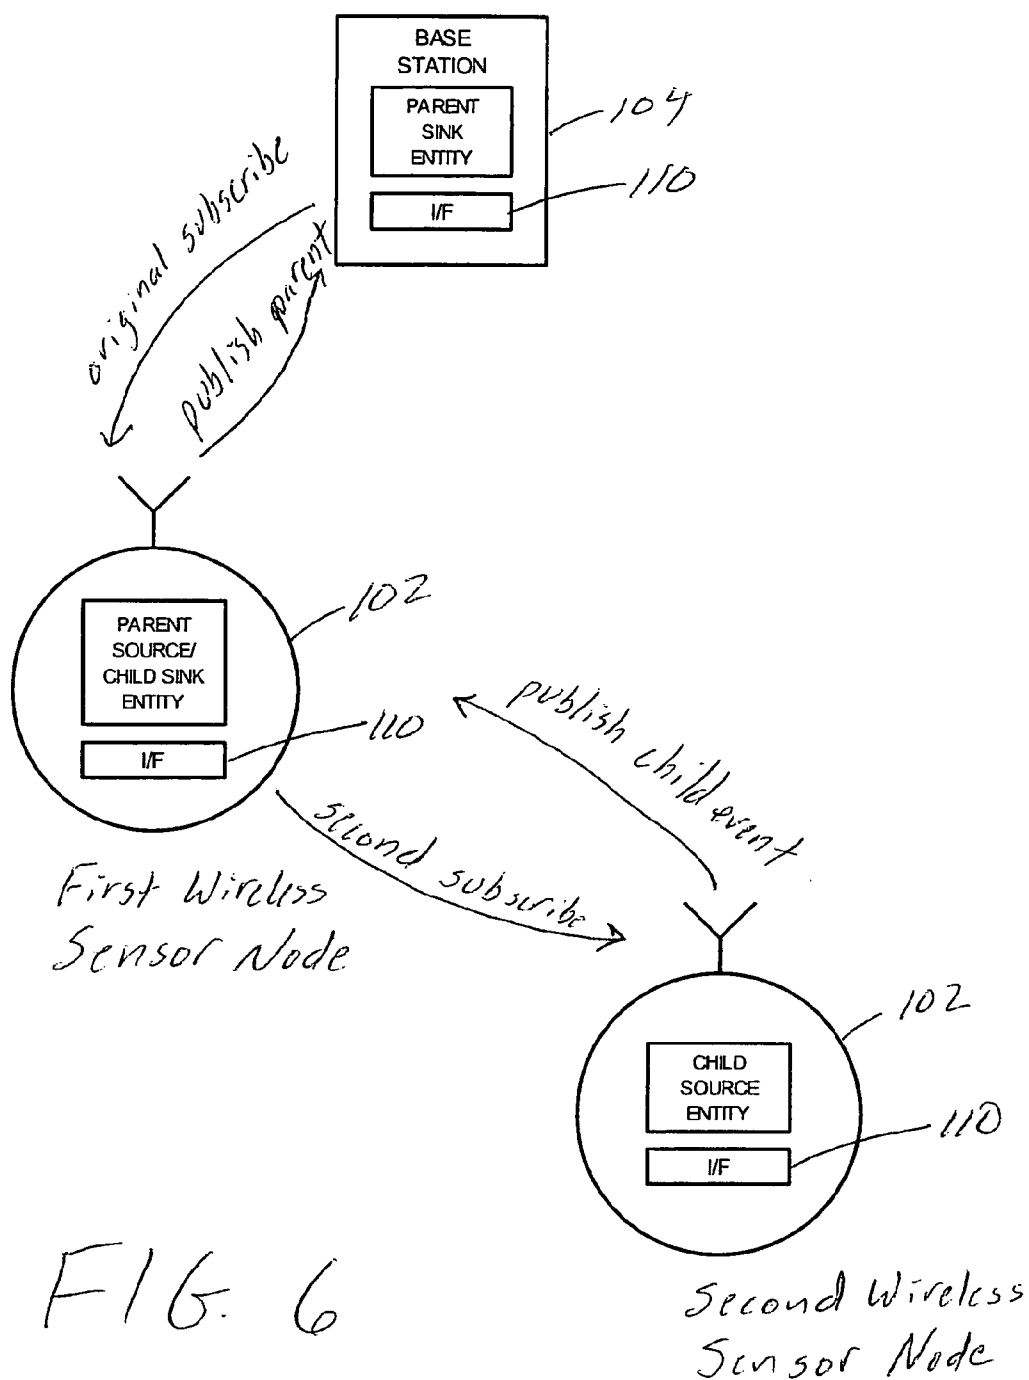 BASE
STATION
PARENT
SINK
ENTITY
I/F
104
110
original subscribe
publish parent
PARENT
SOURCE/
CHILD SINK
ENTITY
I/F
102
110
First Wireless
Sensor Node
publish child event
second subscribe
CHILD
SOURCE
ENTITY
I/F
102
110
Second Wireless
Sensor Node
FIG. 6